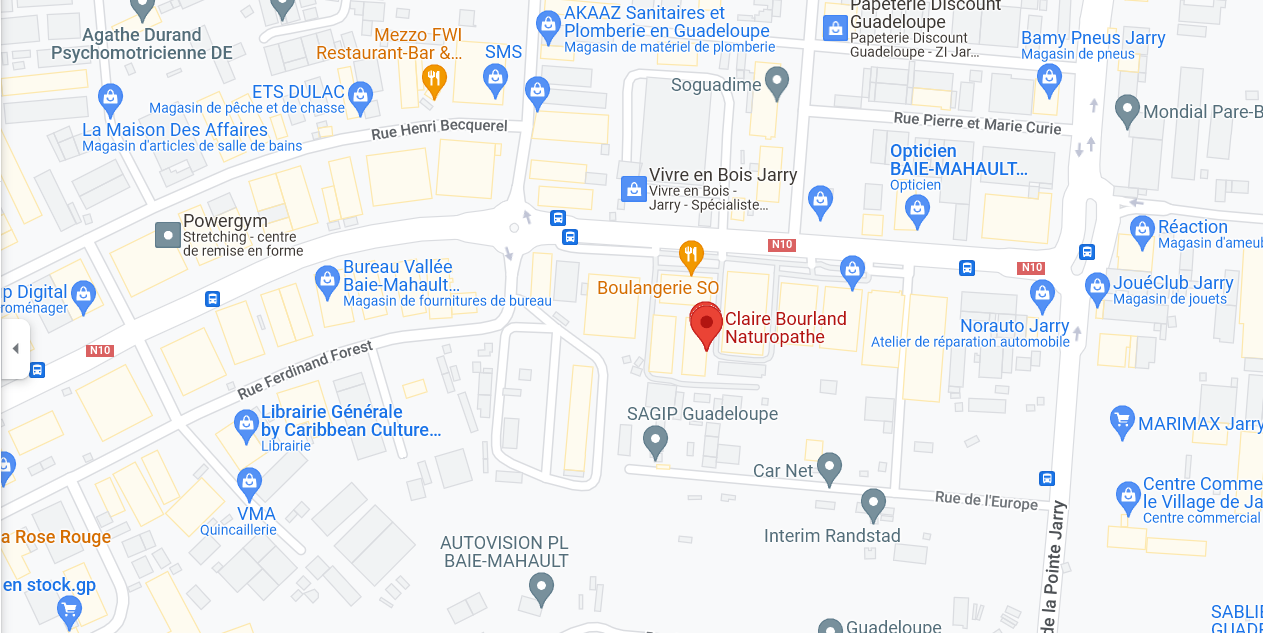 Agathe Durand
Psychomotricienne DE
Mezzo FWI
Restaurant-Bar &...
SMS
AKAAZ Sanitaires et
Plomberie en Guadeloupe
Magasin de matériel de plomberie
Papeterie Discount
Guadeloupe
Papeterie Discount
Guadeloupe - ZI Jar...
Bamy Pneus Jarry
Magasin de pneus
ETS DULAC
Magasin de pêche et de chasse
Soguadime
Mondial Pare-B
La Maison Des Affaires
Magasin d'articles de salle de bains
Rue Henri Becquerel
Rue Pierre et Marie Curie
Opticien
BAIE-MAHAULT...
Opticien
Vivre en Bois Jarry
Vivre en Bois -
Jarry - Spécialiste...
Powergym
Stretching - centre
de remise en forme
N10
Réaction
Magasin d'ameub
Bureau Vallée
Baie-Mahault...
Magasin de fournitures de bureau
N10
p Digital
roménager
Boulangerie SO
JouéClub Jarry
Magasin de jouets
Claire Bourland
Naturopathe
Norauto Jarry
Atelier de réparation automobile
N10
Rue Ferdinand Forest
Librairie Générale
by Caribbean Culture...
Librairie
SAGIP Guadeloupe
MARIMAX Jarry
Car Net
Centre Comme
le Village de Ja
Centre commercial
Rue de l'Europe
VMA
Quincaillerie
Interim Randstad
a Rose Rouge
AUTOVISION PL
BAIE-MAHAULT
de la Pointe Jarry
en stock.gp
Guadeloupe
SABLIE
GUADE